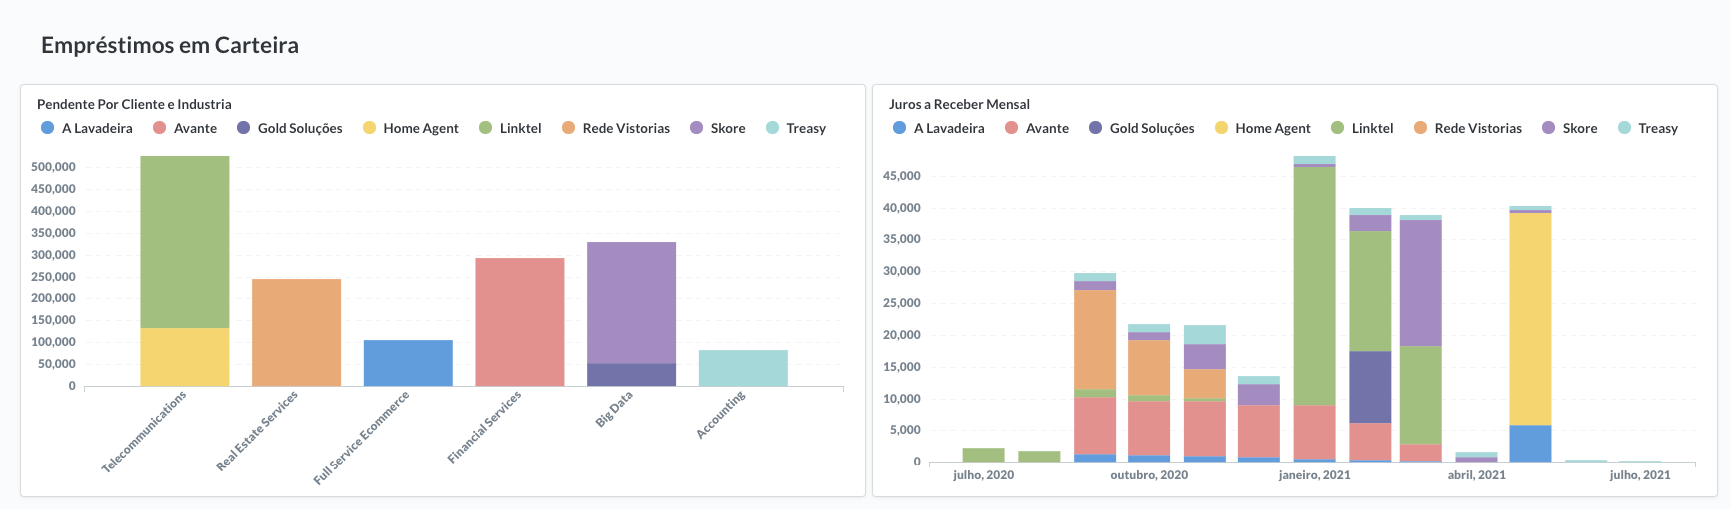 Empréstimos em Carteira
Pendente Por Cliente e Industria
A Lavadeira Avante Gold Soluções Home Agent Linktel Rede Vistorias Skore Treasy
500,000
450,000
400,000
350,000
300,000
250,000
200,000
150,000
100,000
50,000
0
Telecommunications
Real Estate Services
Full Service Ecommerce
Financial Services
Big Data
Accounting
Juros a Receber Mensal
A Lavadeira Avante Gold Soluções Home Agent Linktel Rede Vistorias Skore Treasy
45,000
40,000
35,000
30,000
25,000
20,000
15,000
10,000
5,000
0
julho, 2020 outubro, 2020 janeiro, 2021 abril, 2021 julho, 2021